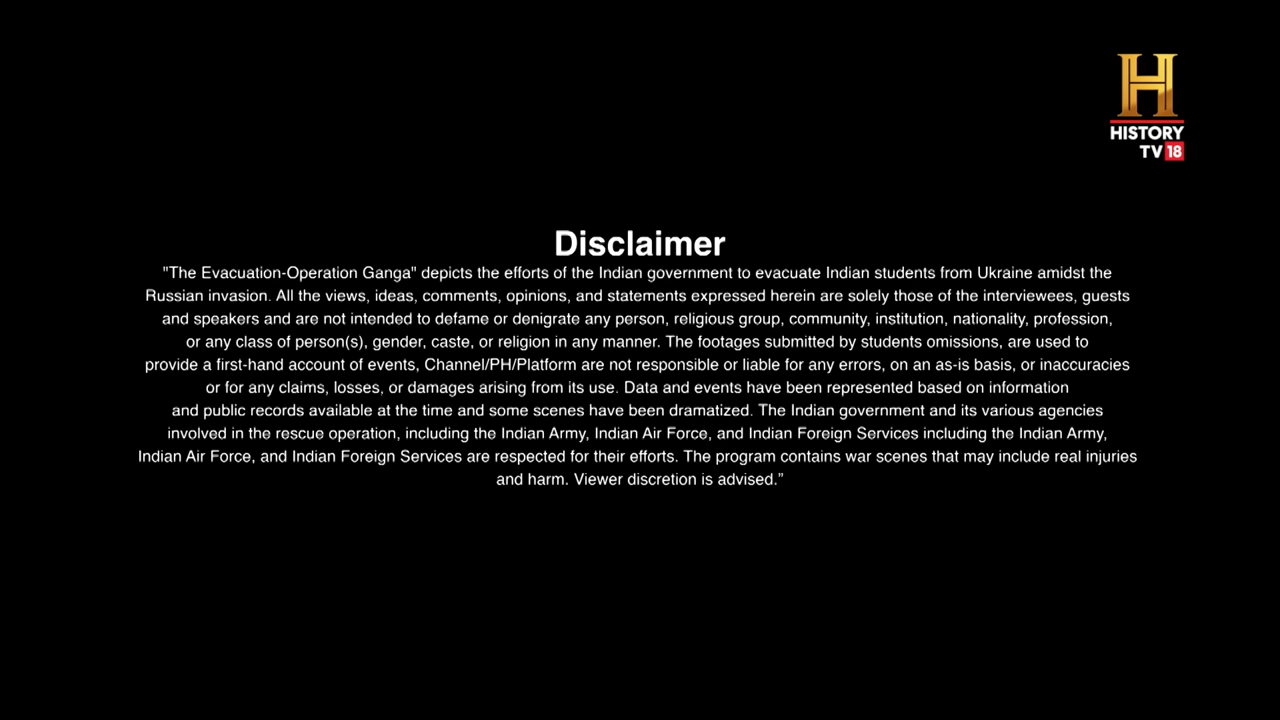 H
HISTORY
TV 18
Disclaimer
"The Evacuation-Operation Ganga" depicts the efforts of the Indian government to evacuate Indian students from Ukraine amidst the
Russian invasion. All the views, ideas, comments, opinions, and statements expressed herein are solely those of the interviewees, guests
and speakers and are not intended to defame or denigrate any person, religious group, community, institution, nationality, profession,
or any class of person(s), gender, caste, or religion in any manner. The footages submitted by students omissions, are used to
provide a first-hand account of events, Channel/PH/Platform are not responsible or liable for any errors, on an as-is basis, or inaccuracies
or for any claims, losses, or damages arising from its use. Data and events have been represented based on information
and public records available at the time and some scenes have been dramatized. The Indian government and its various agencies
involved in the rescue operation, including the Indian Army, Indian Air Force, and Indian Foreign Services including the Indian Army,
Indian Air Force, and Indian Foreign Services are respected for their efforts. The program contains war scenes that may include real injuries
and harm. Viewer discretion is advised.”